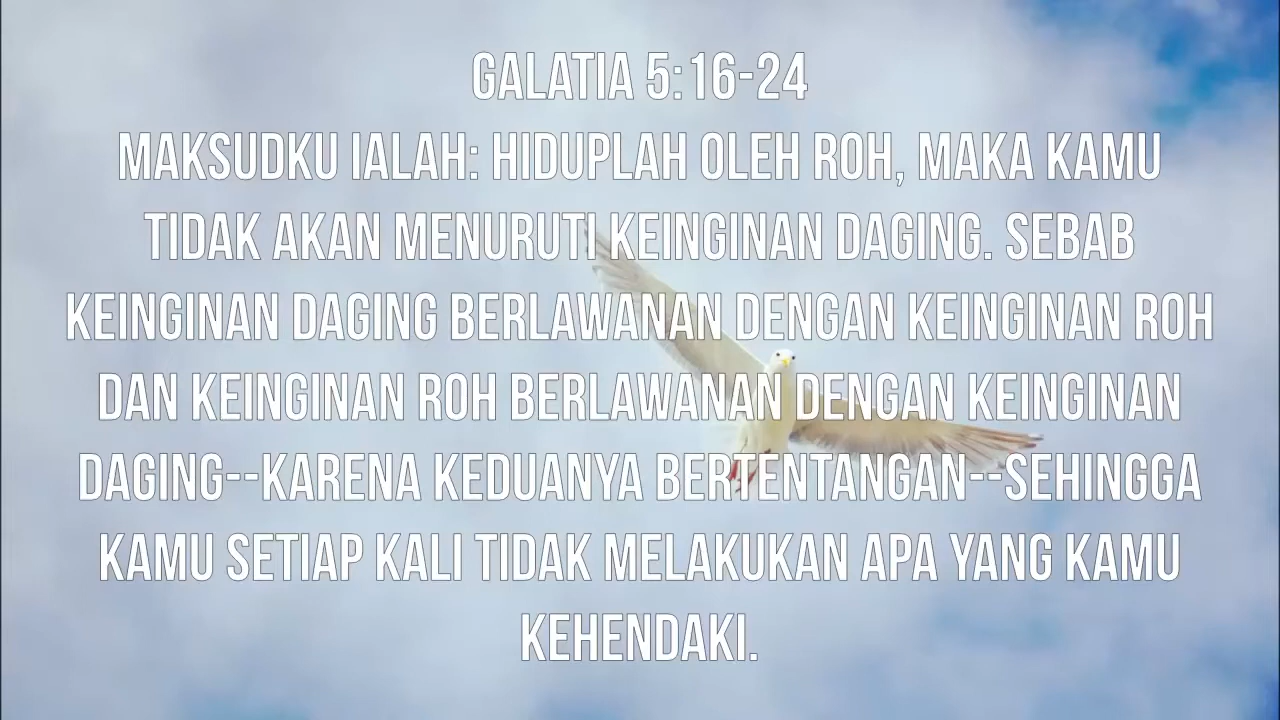 GALATIA 5:16-24
MAKSUDKU IALAH: HIDUPLAH OLEH ROH, MAKA KAMU
TIDAK AKAN MENURUTI KEINGINAN DAGING. SEBAB
KEINGINAN DAGING BERLAWANAN DENGAN KEINGINAN ROH
DAN KEINGINAN ROH BERLAWANAN DENGAN KEINGINAN
DAGING--KARENA KEDUANYA BERTENTANGAN--SEHINGGA
KAMU SETIAP KALI TIDAK MELAKUKAN APA YANG KAMU
KEHENDAKI.